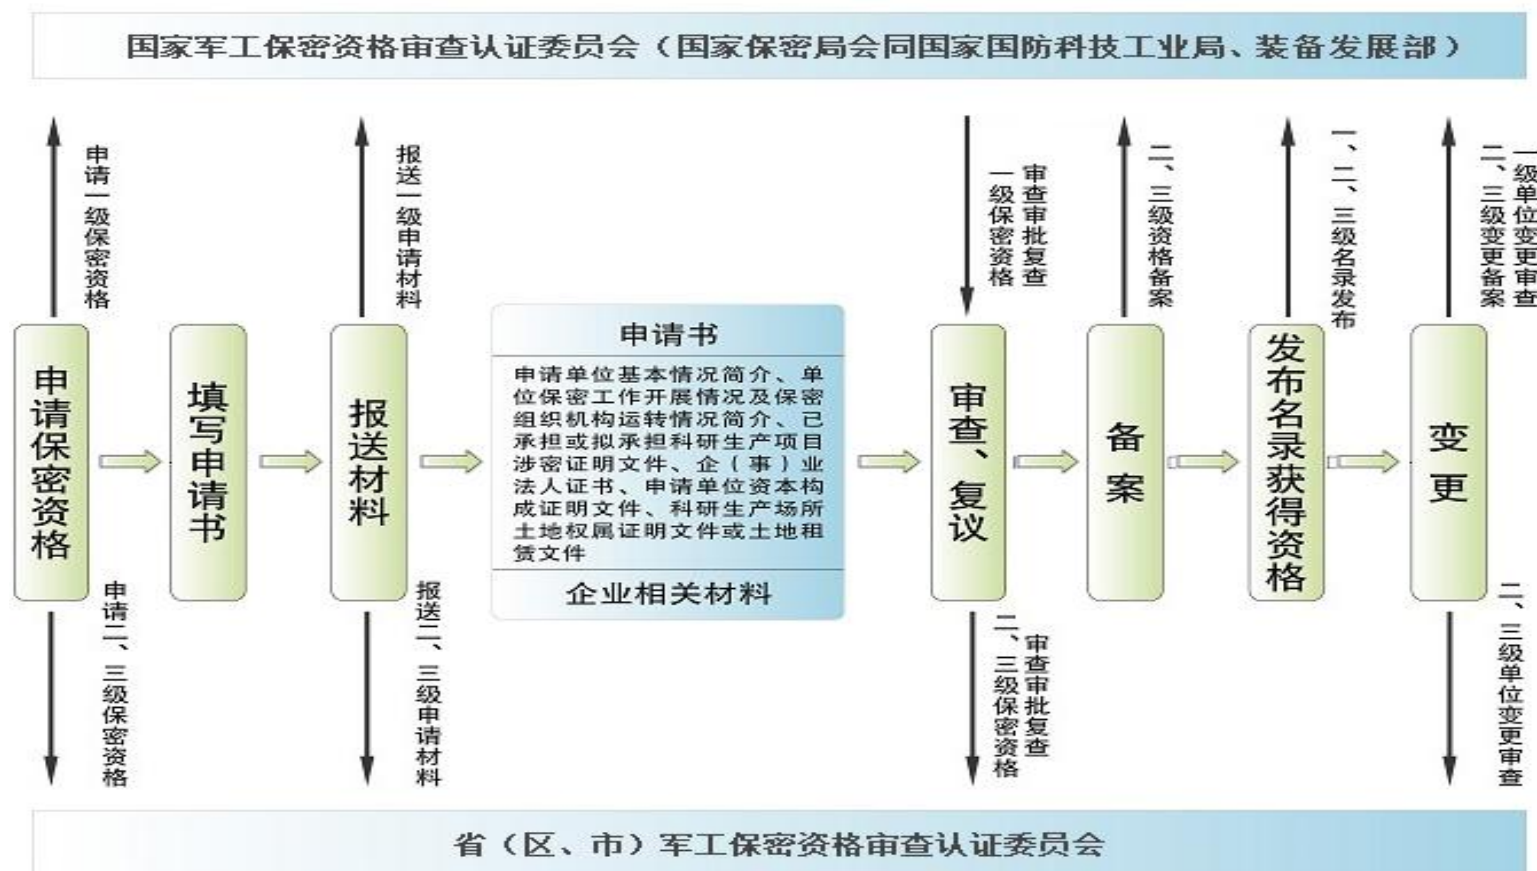 国家军工保密资格审查认证委员会（国家保密局会同国家国防科技工业局、装备发展部）
申请一级保密资格
报送一级申请材料
一级保密资格
审查审批复查
二、三级资格备案
一、二、三级名录发布
二、三级变更备案
一级单位变更审查
申请保密资格
填写申请书
报送材料
申请书
申请单位基本情况简介、单
位保密工作开展情况及保密
组织机构运转情况简介、已
承担或拟承担科研生产项目
涉密证明文件、企（事）业
法人证书、申请单位资本构
成证明文件、科研生产场所
土地权属证明文件或土地租
赁文件
企业相关材料
审查、复议
备案
发布名录获得资格
变更
申请二、三级保密资格
报送二、三级申请材料
二、三级保密资格
审查审批复查
二、三级单位变更审查
省（区、市）军工保密资格审查认证委员会